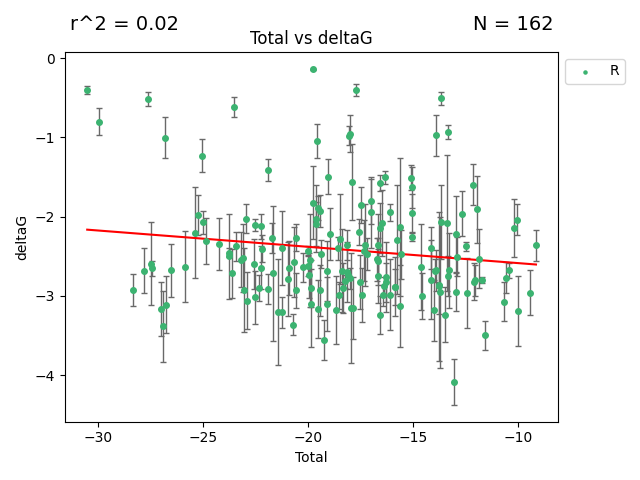 r^2 = 0.02
N = 162
Total vs deltaG
R
0
−1
−2
−3
−4
deltaG
−30
−25
−20
−15
−10
Total